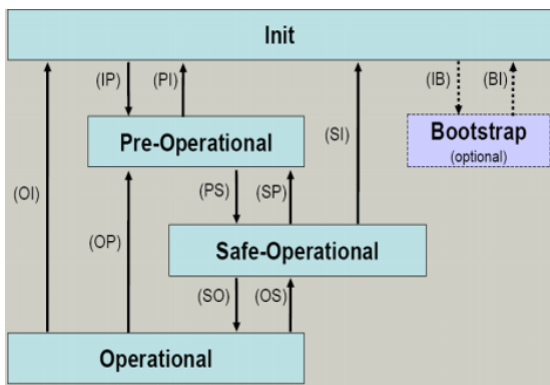 Init
(IP) (PI) (IB) (BI)
(SI)
Pre-Operational
Bootstrap
(optional)
(OI)
(PS) (SP)
(OP)
Safe-Operational
(SO) (OS)
Operational